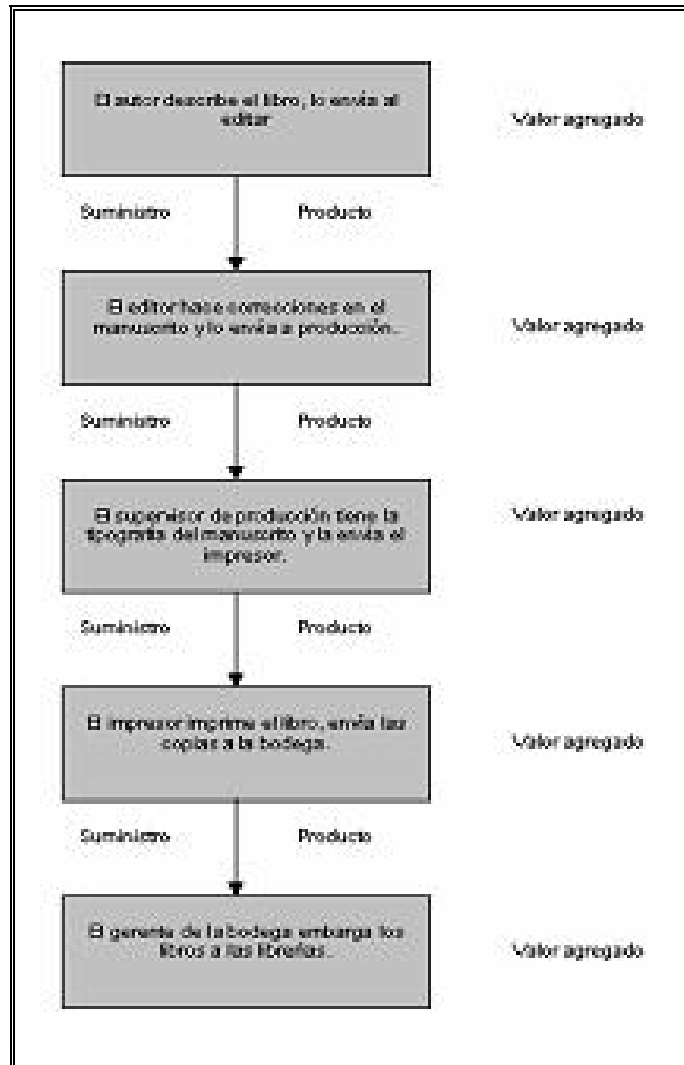 El autor describe el libro, lo envía al
editar
Valor agregado
Suministro Producto
El editor hace correcciones en el
manuscrito y lo envía a producción.
Valor agregado
Suministro Producto
El supervisor de producción tiene la
tipografía del manuscrito y la envía el
impresor.
Valor agregado
Suministro Producto
El impresor imprime el libro, envía las
copias a la bodega.
Valor agregado
Suministro Producto
El gerente de la bodega embarga los
libros a las librerías.
Valor agregado